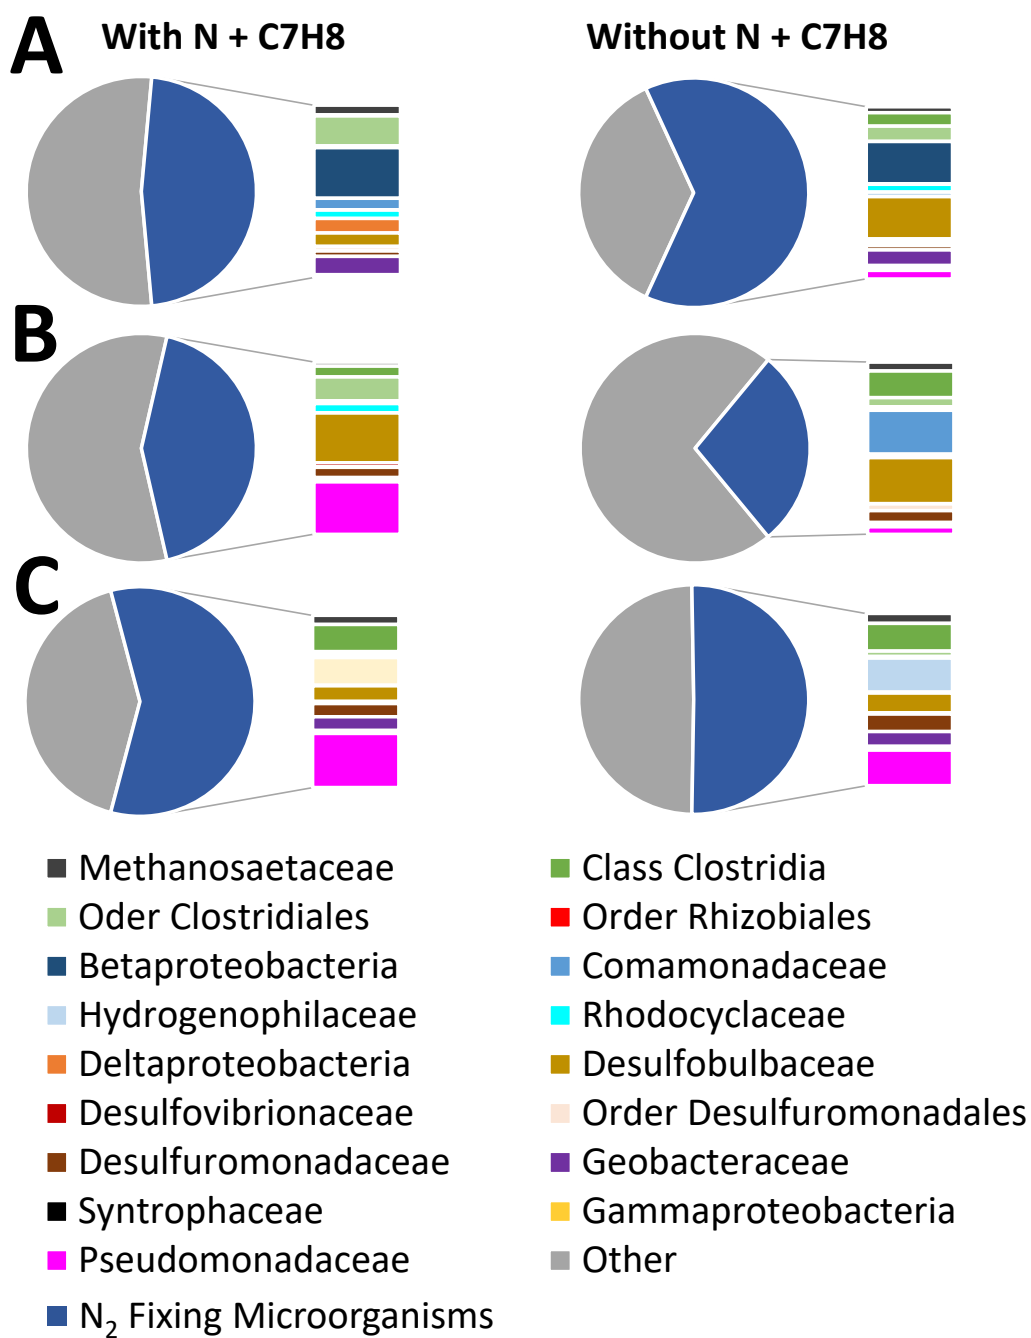 A
With N + C7H8
Without N + C7H8
B
C
Methanosaetaceae
Class Clostridia
Oder Clostridiales
Order Rhizobiales
Betaproteobacteria
Comamonadaceae
Hydrogenophilaceae
Rhodocyclaceae
Deltaproteobacteria
Desulfobulbaceae
Desulfovibrionaceae
Order Desulfuromonadales
Desulfuromonadaceae
Geobacteraceae
Syntrophaceae
Gammaproteobacteria
Pseudomonadaceae
Other
N₂ Fixing Microorganisms